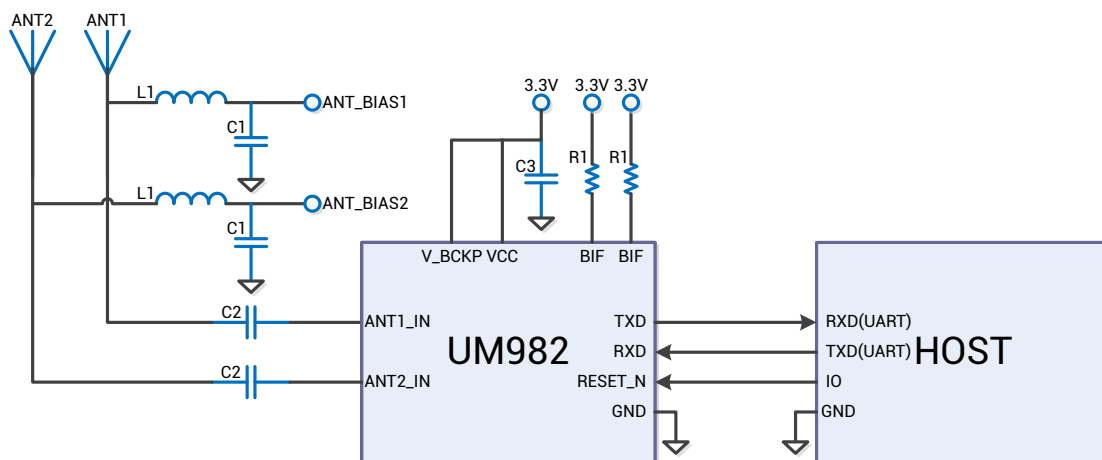 ANT2 ANT1
L1 ANT_BIAS1
3.3V 3.3V 3.3V
C1
C3 R1 R1
L1 ANT_BIAS2
C1
V_BCKP VCC BIF BIF
C2 ANT1_IN TXD RXD(UART)
UM982 RXD TXD(UART) HOST
C2 ANT2_IN RESET_N IO
GND GND